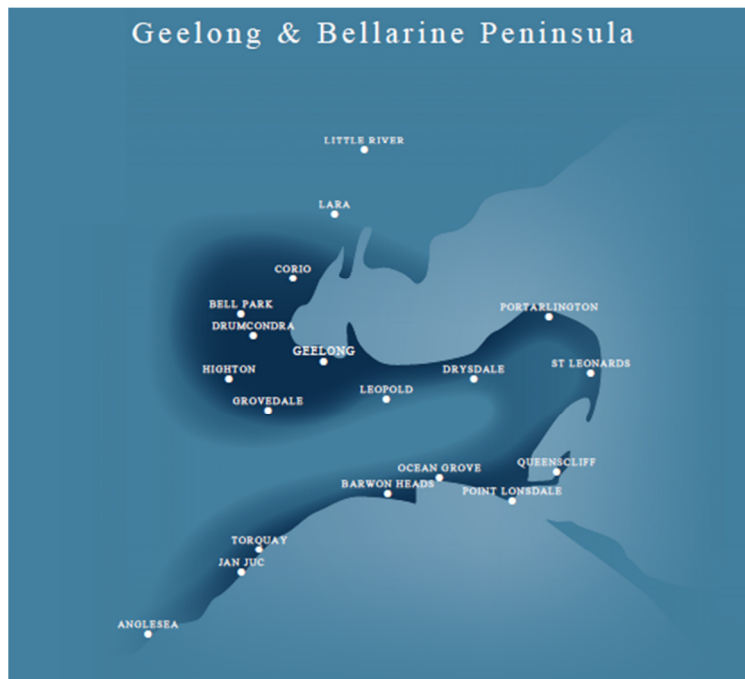 Geelong & Bellarine Peninsula
LITTLE RIVER
LARA
CORIO
BELL PARK
PORTARLINGTON
DRUMCONDRA
GEELONG
HIGHTON
DRYSDALE
ST LEONARDS
LEOPOLD
GROVEDALE
OCEAN GROVE
QUEENSCLIFF
BARWON HEADS
POINT LONSDALE
TORQUAY
JAN JUC
ANGLESEA